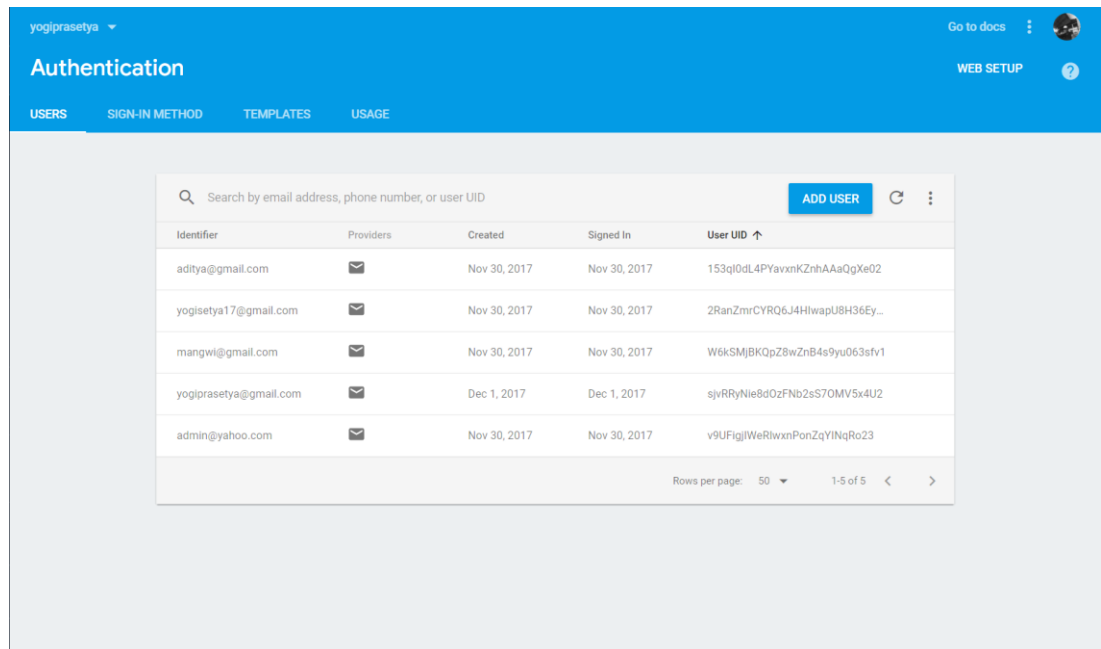 yogiprasetya Go to docs
Authentication WEB SETUP
USERS SIGN-IN METHOD TEMPLATES USAGE
Search by email address, phone number, or user UID ADD USER
Identifier Providers Created Signed In User UID
aditya@gmail.com Nov 30, 2017 Nov 30, 2017 153ql0dL4PYavxnKZnhAAaQgXe02
yogisetya17@gmail.com Nov 30, 2017 Nov 30, 2017 2RanZmrCYRQ6J4HIwapU8H36Ey...
mangwi@gmail.com Nov 30, 2017 Nov 30, 2017 W6kSMjBKQpZ8wZnB4s9yu063sfv1
yogiprasetya@gmail.com Dec 1, 2017 Dec 1, 2017 sjvRRyNie8dOzFNb2sS7OMV5x4U2
admin@yahoo.com Nov 30, 2017 Nov 30, 2017 v9UFigjIWeRIwxnPonZqYINqRo23
Rows per page: 50 1-5 of 5